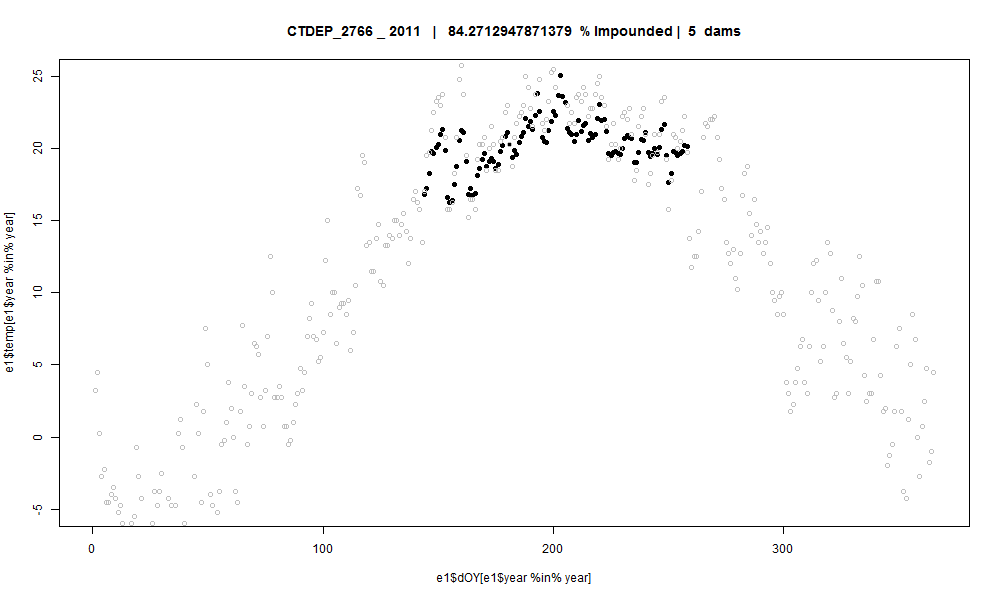 CTDEP_2766 _ 2011 | 84.2712947871379 % Impounded | 5 dams
25
20
15
10
5
0
-5
e1$temp[e1$year %in% year]
0 100 200 300
e1$dOY[e1$year %in% year]